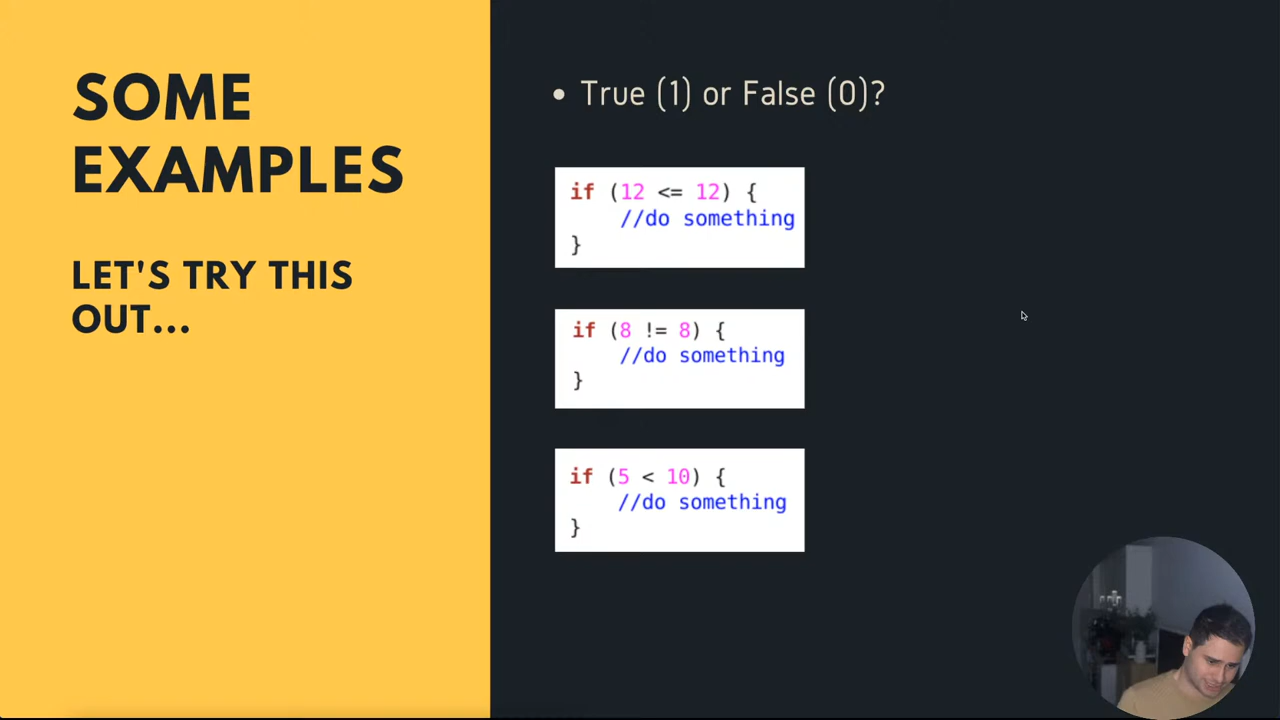 SOME
EXAMPLES
LET'S TRY THIS
OUT...
• True (1) or False (0)?
if (12 <= 12) {
//do something
}
if (8 != 8) {
//do something
}
if (5 < 10) {
//do something
}